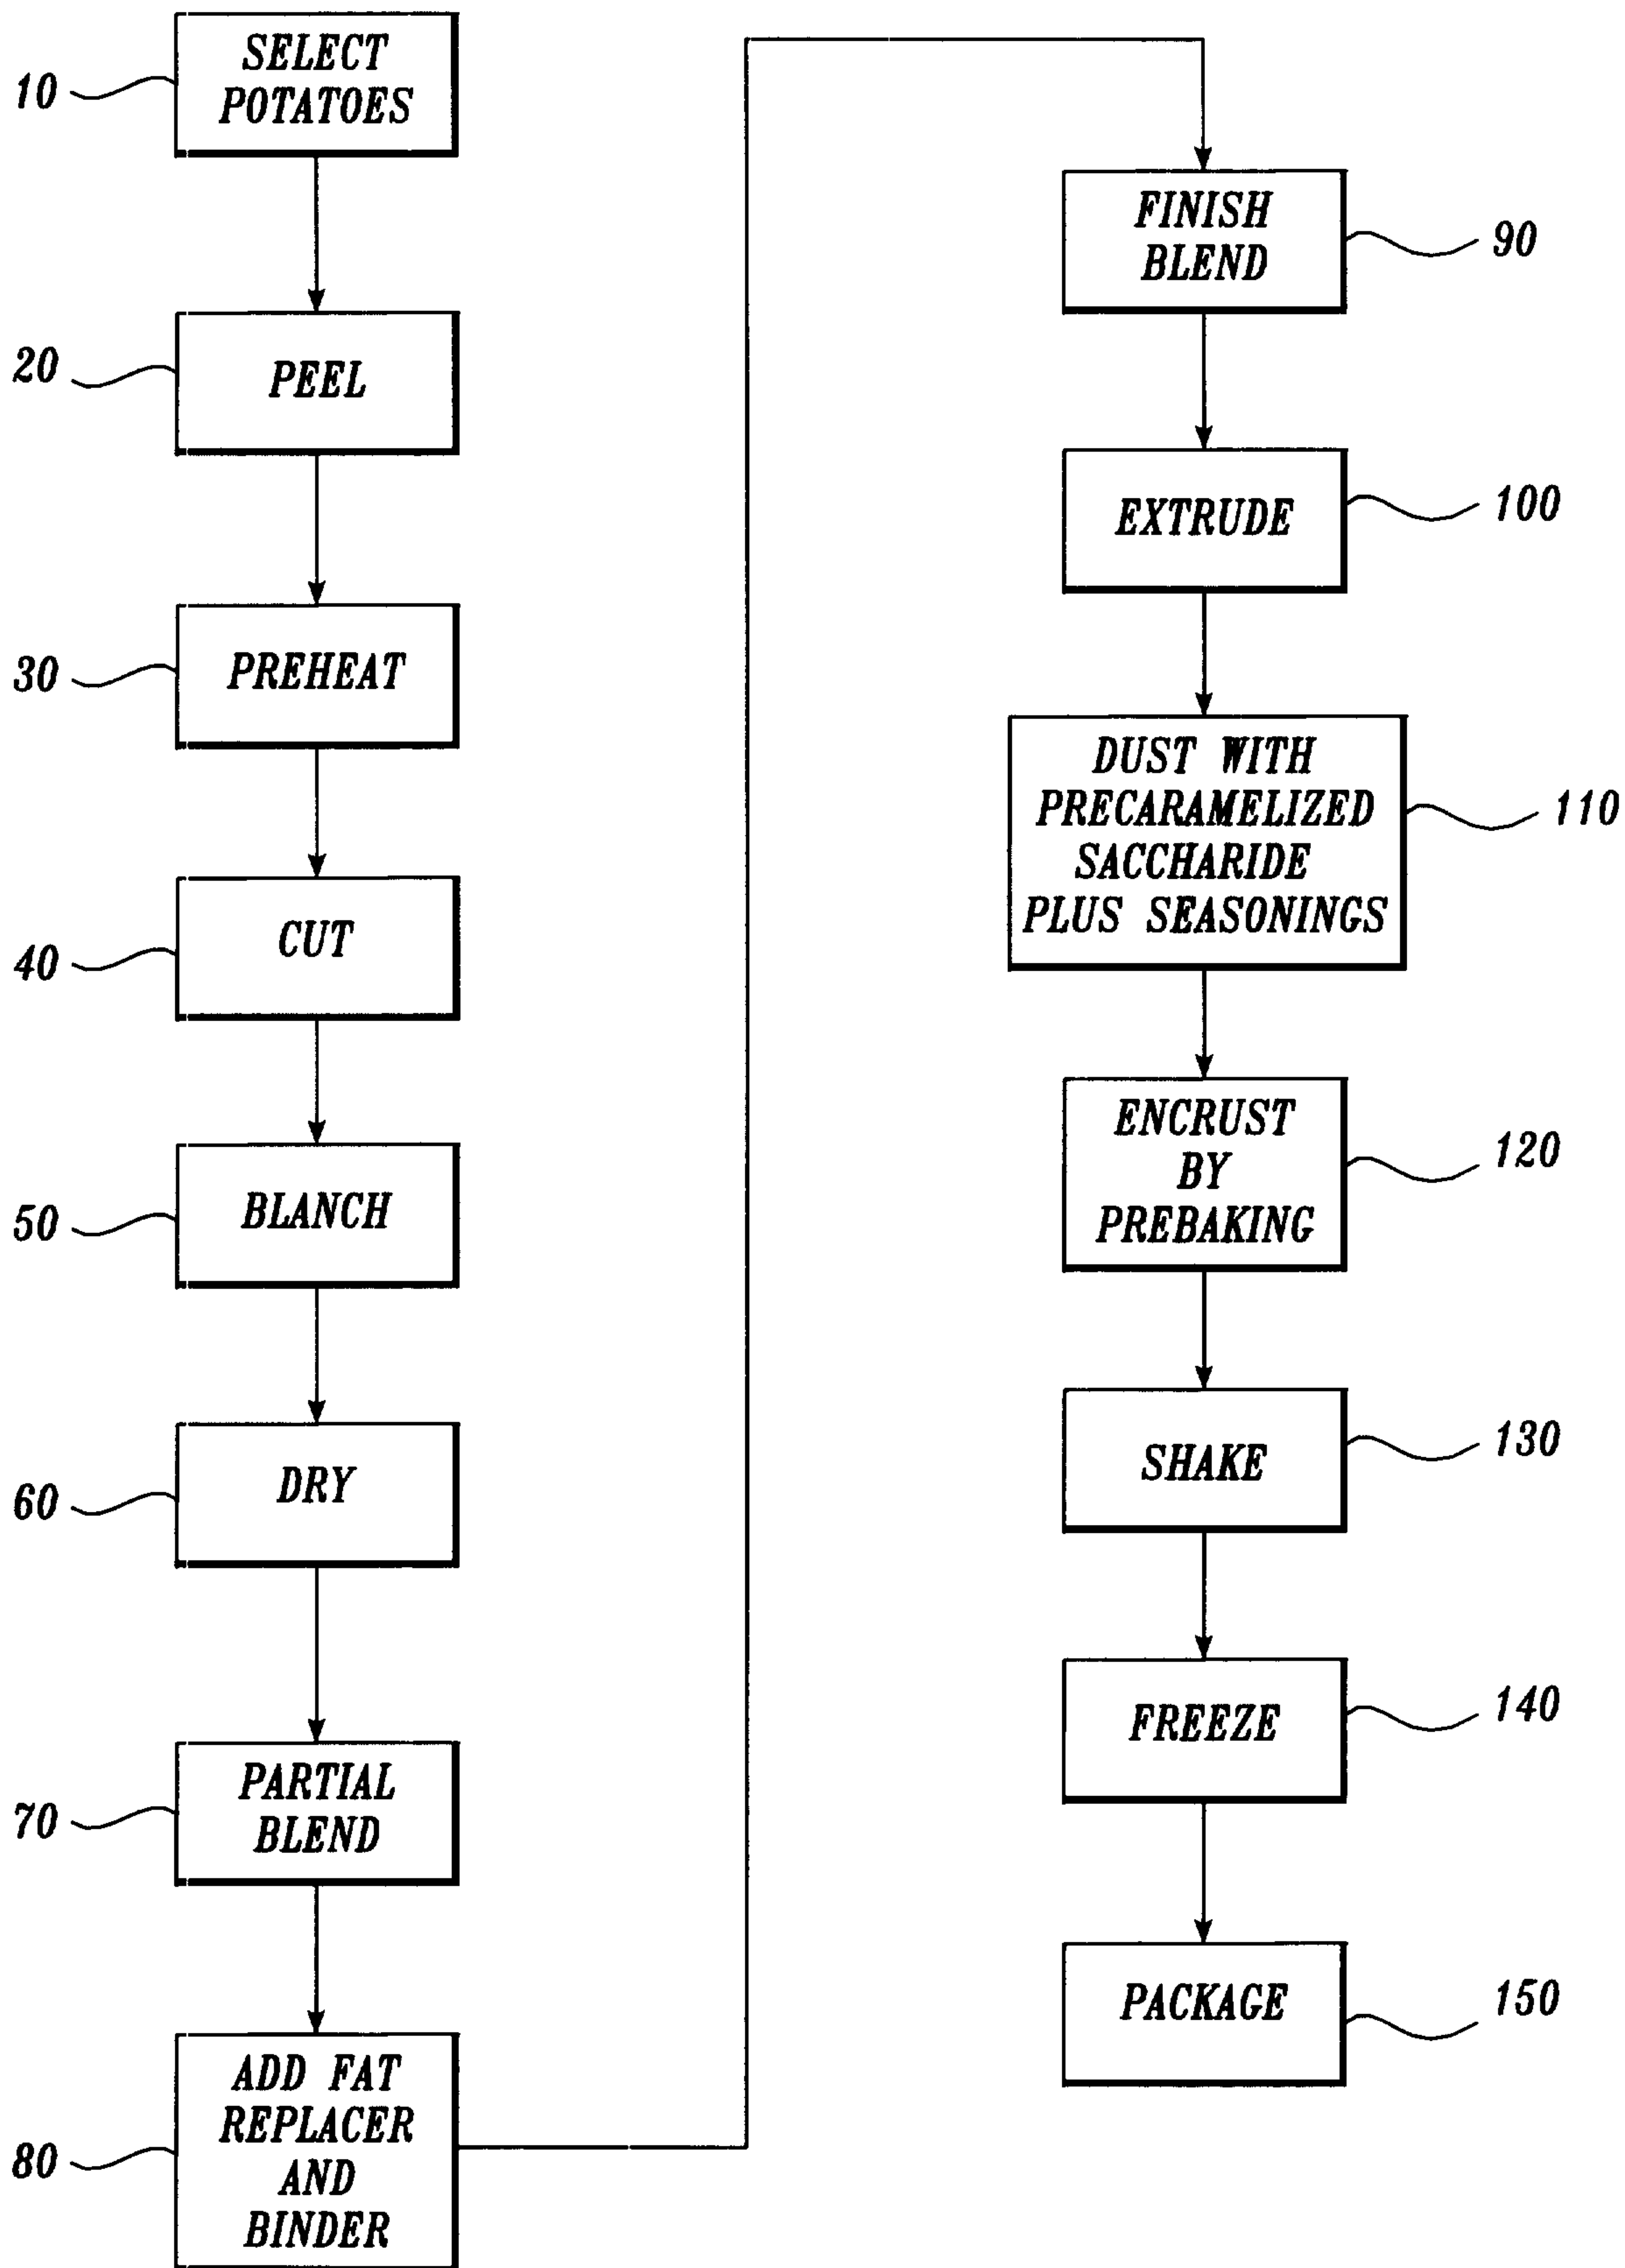 10
SELECT
POTATOES
20
PEEL
30
PREHEAT
40
CUT
50
BLANCH
60
DRY
70
PARTIAL
BLEND
80
ADD FAT
REPLACER
AND
BINDER
FINISH
BLEND
90
EXTRUDE
100
DUST WITH
PRECARAMELIZED
SACCHARIDE
PLUS SEASONINGS
110
ENCRUST
BY
PREBAKING
120
SHAKE
130
FREEZE
140
PACKAGE
150